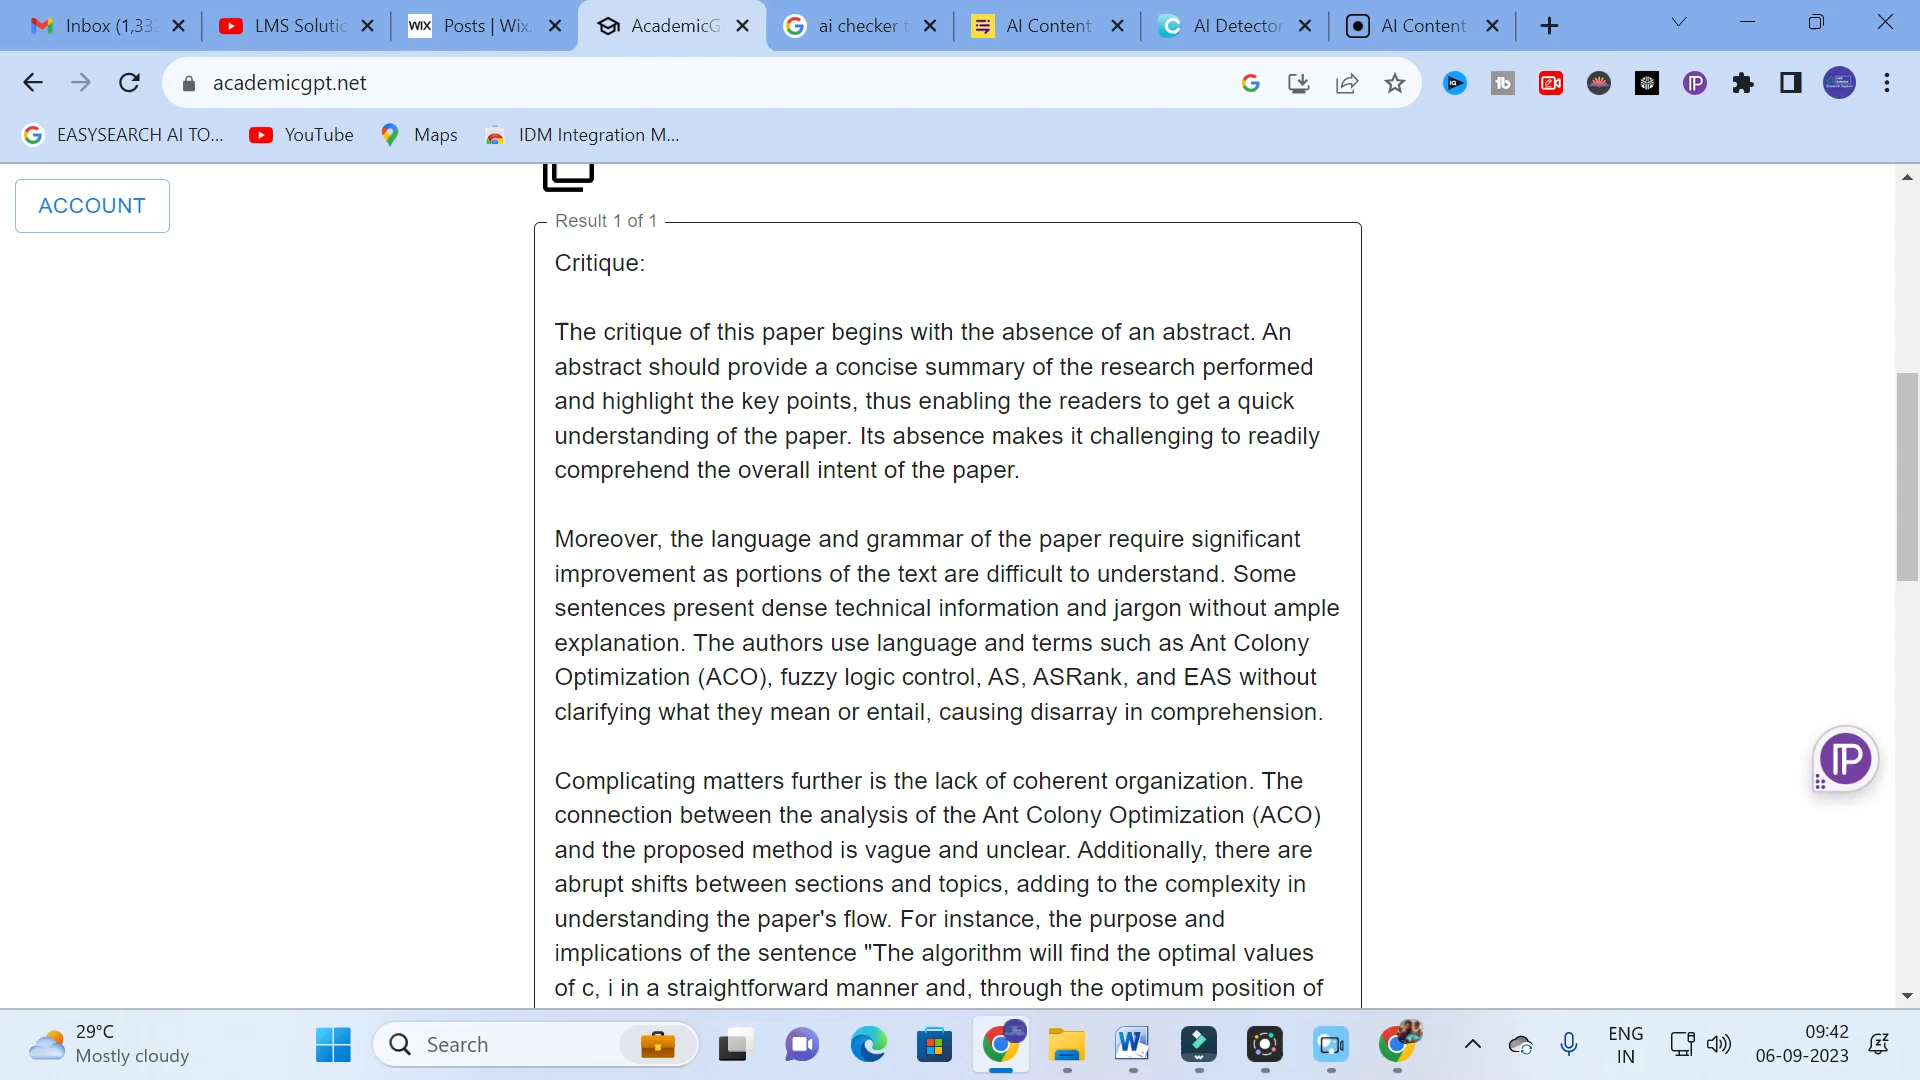 Inbox (1,33
LMS Solutic
WIX
Posts | Wix.
AcademicG
ai checker t
AI Content
AI Detector
AI Content
academicgpt.net
EASYSEARCH AI TO...
YouTube
Maps
IDM Integration M...
ACCOUNT
Result 1 of 1
Critique:
The critique of this paper begins with the absence of an abstract. An
abstract should provide a concise summary of the research performed
and highlight the key points, thus enabling the readers to get a quick
understanding of the paper. Its absence makes it challenging to readily
comprehend the overall intent of the paper.
Moreover, the language and grammar of the paper require significant
improvement as portions of the text are difficult to understand. Some
sentences present dense technical information and jargon without ample
explanation. The authors use language and terms such as Ant Colony
Optimization (ACO), fuzzy logic control, AS, ASRank, and EAS without
clarifying what they mean or entail, causing disarray in comprehension.
Complicating matters further is the lack of coherent organization. The
connection between the analysis of the Ant Colony Optimization (ACO)
and the proposed method is vague and unclear. Additionally, there are
abrupt shifts between sections and topics, adding to the complexity in
understanding the paper's flow. For instance, the purpose and
implications of the sentence "The algorithm will find the optimal values
of c, i in a straightforward manner and, through the optimum position of
29°C
Mostly cloudy
Search
ENG
IN
09:42
06-09-2023